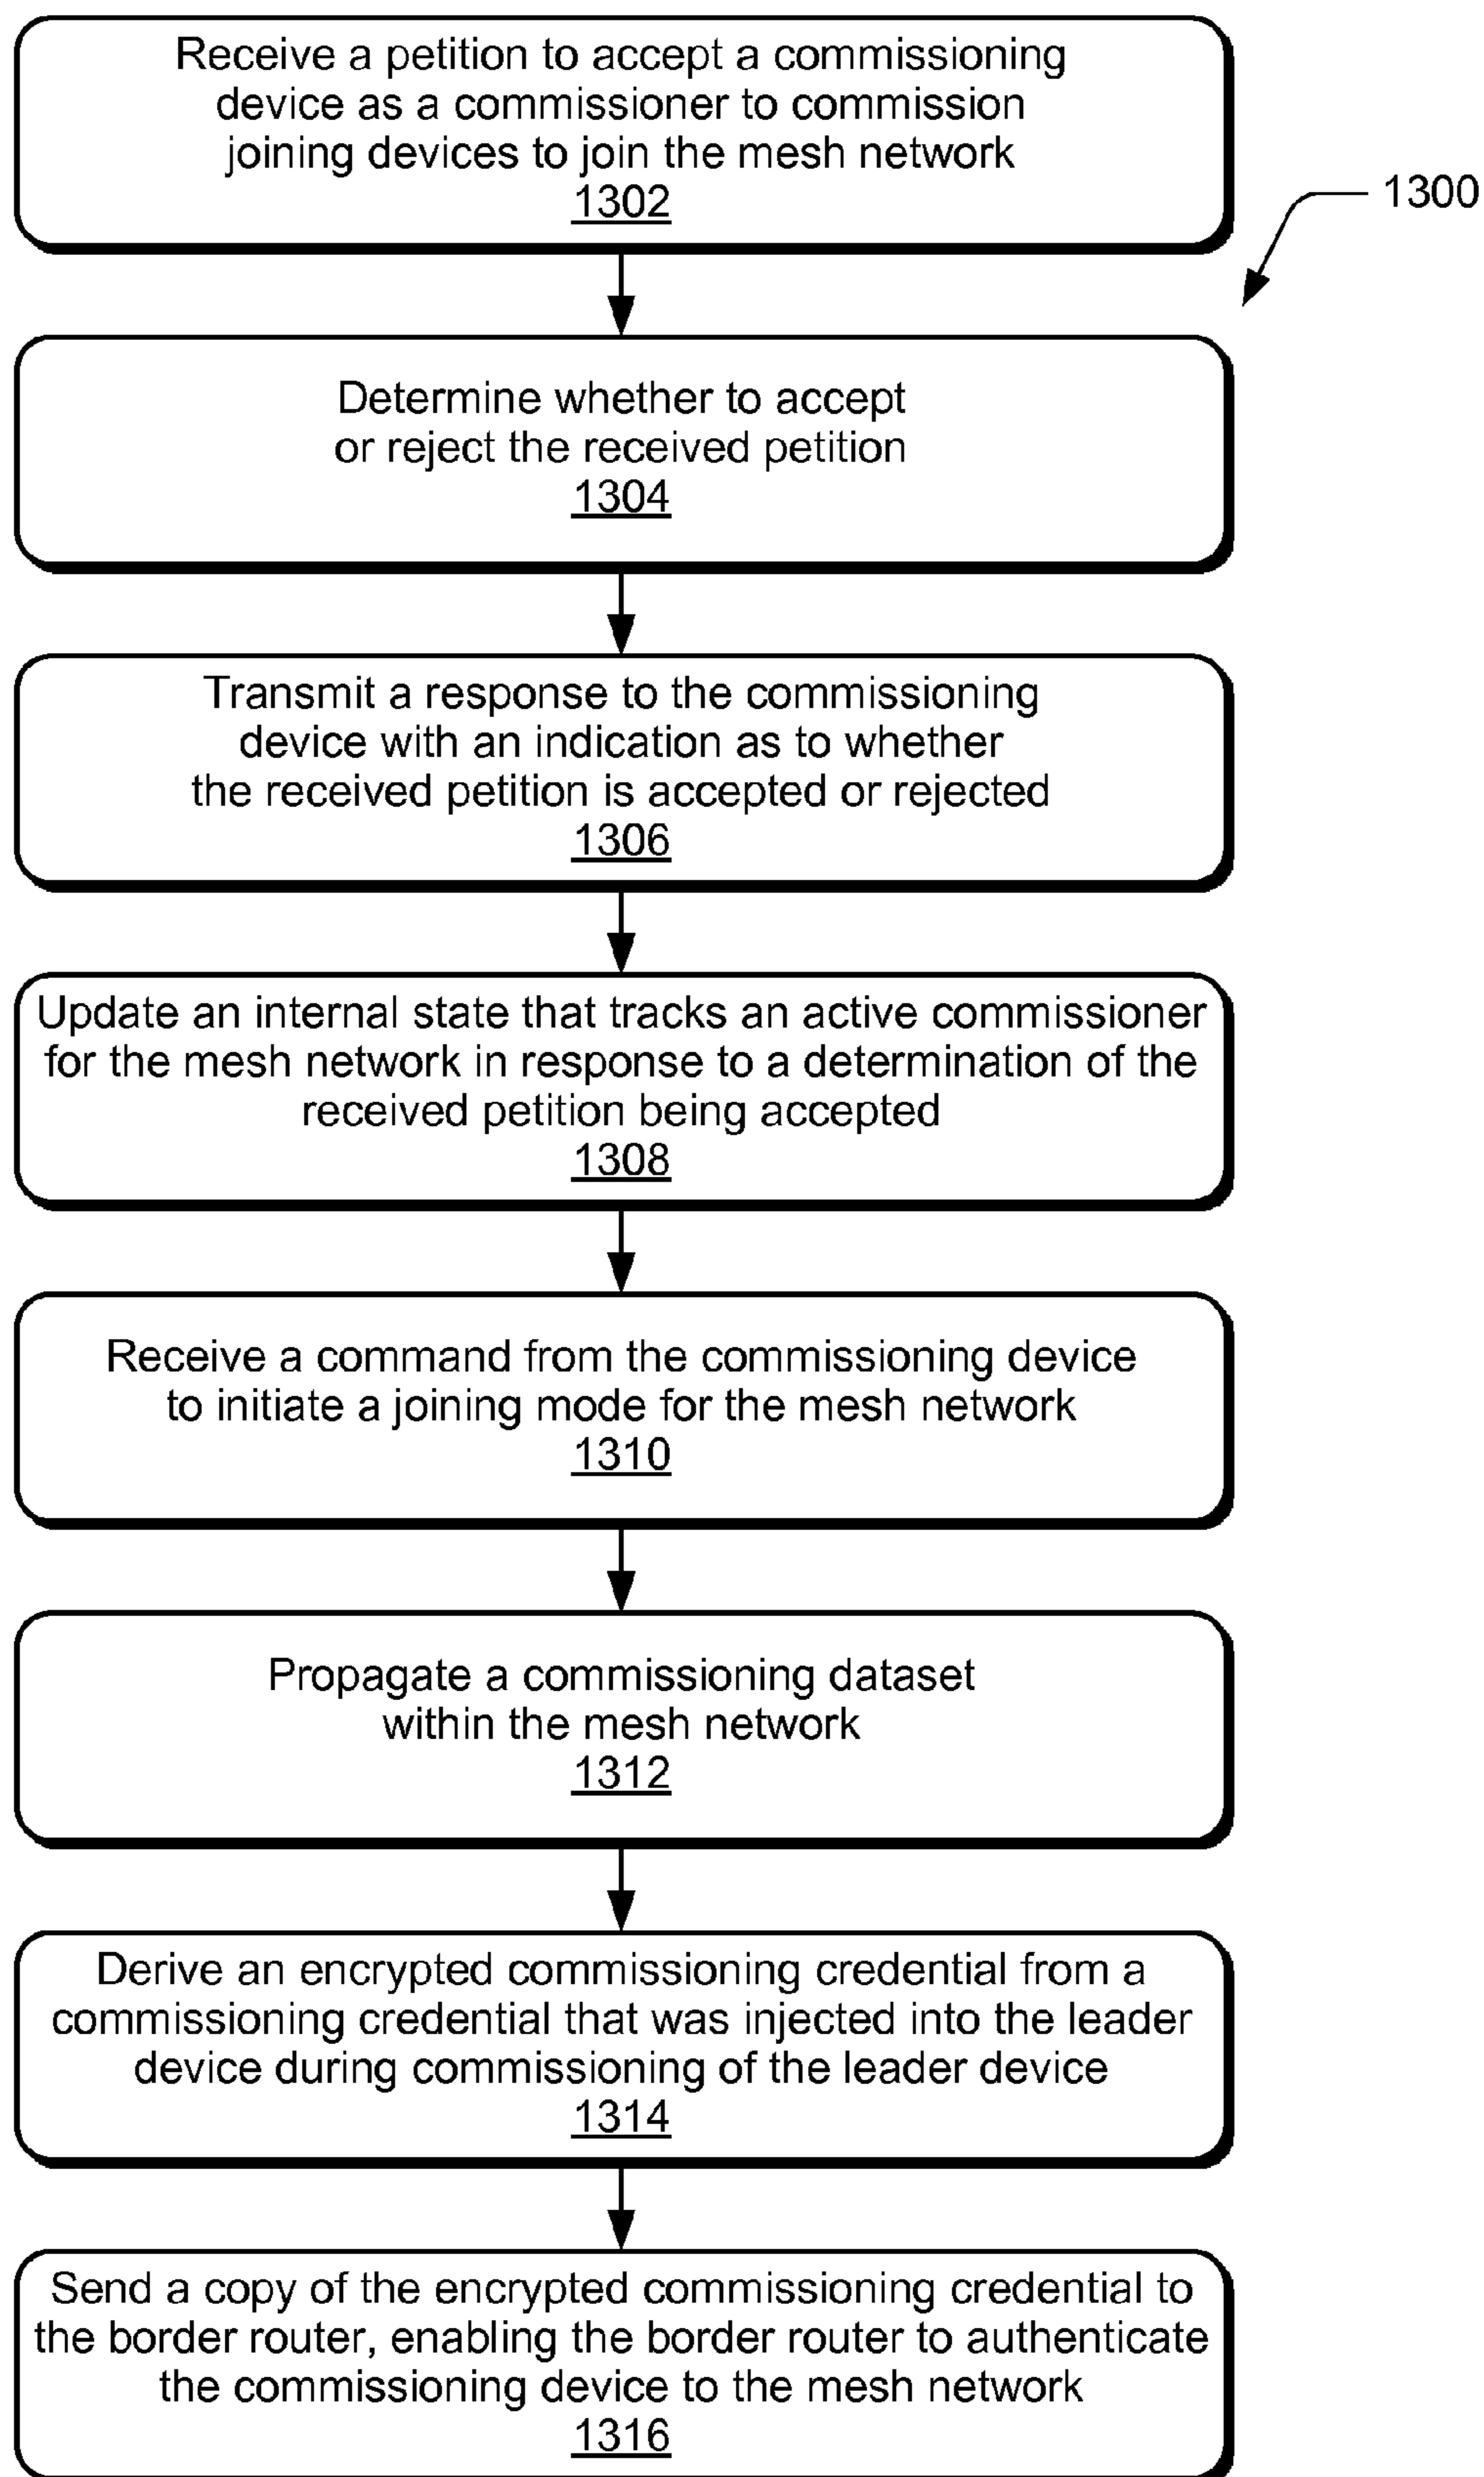 Receive a petition to accept a commissioning
device as a commissioner to commission
joining devices to join the mesh network
1302
1300
Determine whether to accept
or reject the received petition
1304
Transmit a response to the commissioning
device with an indication as to whether
the received petition is accepted or rejected
1306
Update an internal state that tracks an active commissioner
for the mesh network in response to a determination of the
received petition being accepted
1308
Receive a command from the commissioning device
to initiate a joining mode for the mesh network
1310
Propagate a commissioning dataset
within the mesh network
1312
Derive an encrypted commissioning credential from a
commissioning credential that was injected into the leader
device during commissioning of the leader device
1314
Send a copy of the encrypted commissioning credential to
the border router, enabling the border router to authenticate
the commissioning device to the mesh network
1316